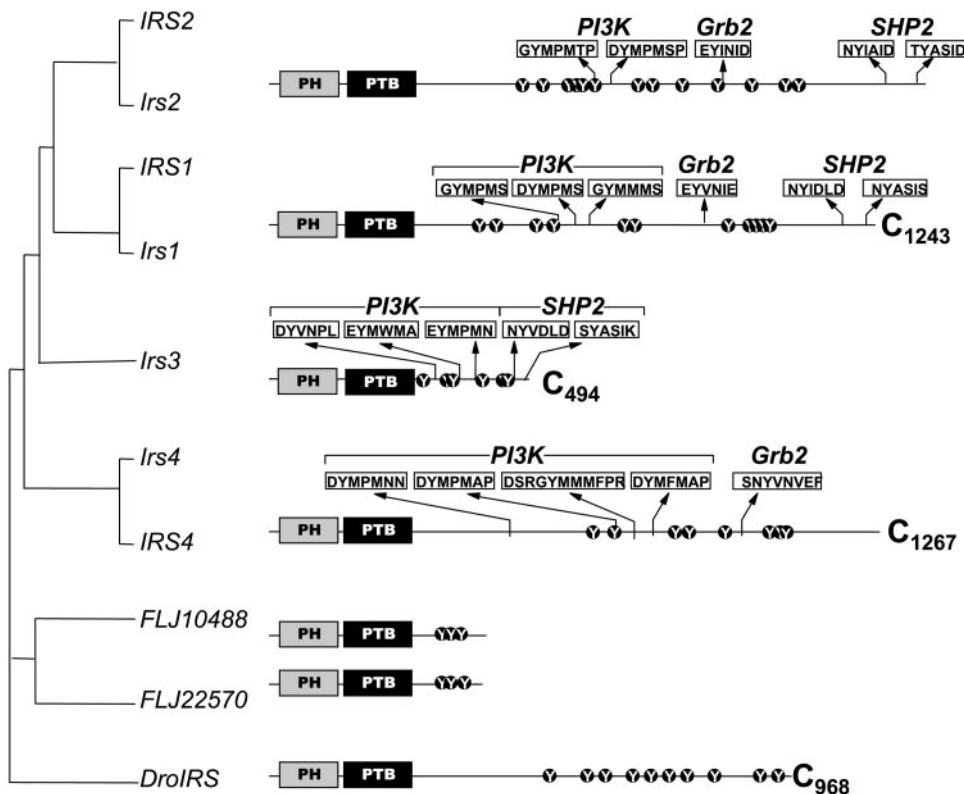 IRS2
PI3K Grb2 SHP2
GYMPMTP DYMPMSP EYINID NYIAID TYASID
PH PTB Y Y Y Y Y Y Y Y Y Y Y Y
Irs2
IRS1
PI3K Grb2 SHP2
GYMPMS DYMPMS GYMMMS EYVNIE NYIDLD NYASIS
PH PTB Y Y Y Y Y Y Y Y Y Y Y C1243
Irs1
PI3K SHP2
DYVNPL EYMWMA EYMPMN NYVDLD SYASIK
Irs3
PH PTB Y Y Y Y Y Y C494
Irs4
PI3K Grb2
DYMPMNN DYMPMAP DSRGYMMMFPR DYMFMAP SNYVNVEF
IRS4
PH PTB Y Y Y Y Y Y Y Y C1267
FLJ10488
PH PTB Y Y Y
FLJ22570
PH PTB Y Y Y
DroIRS
PH PTB Y Y Y Y Y Y Y Y Y Y C968